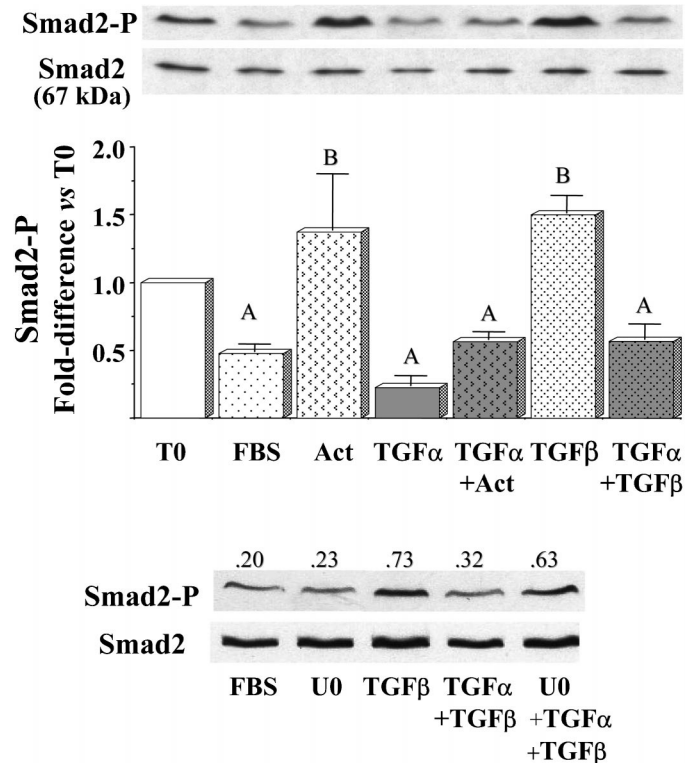 Smad2-P
Smad2
(67 kDa)
Smad2-P
Fold-difference vs T0
2.0
1.5
1.0
0.5
A
B
A
A
B
A
T0 FBS Act TGFα TGFα TGFβ TGFα
+Act +TGFβ
.20 .23 .73 .32 .63
Smad2-P
Smad2
FBS U0 TGFβ TGFα U0
+TGFβ +TGFα
+TGFβ